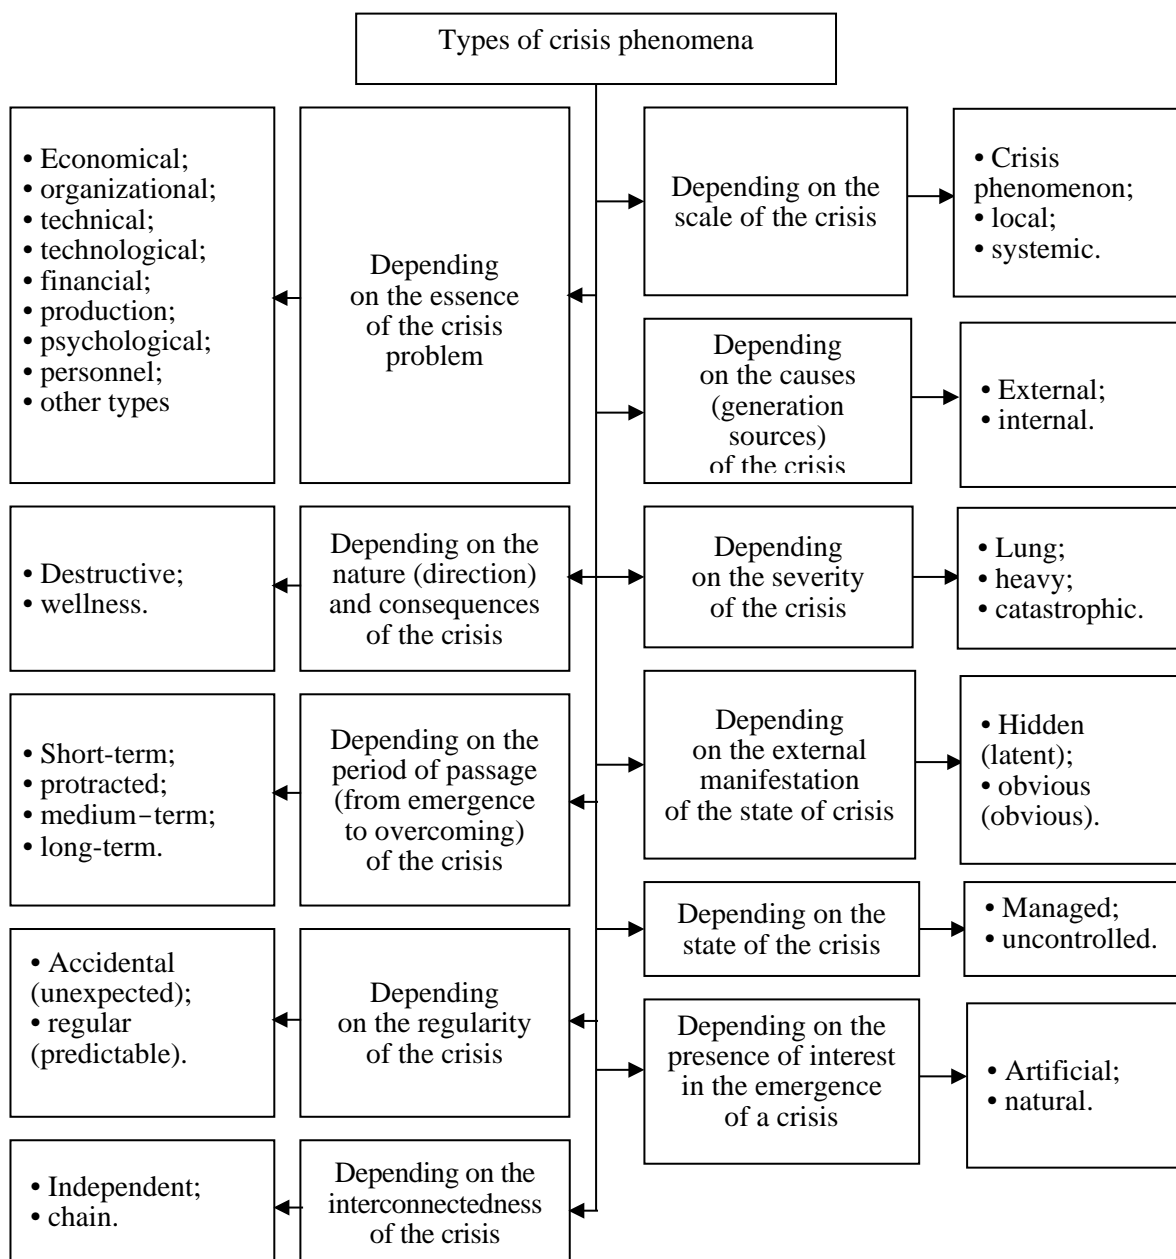 Types of crisis phenomena
• Economical;
• organizational;
• technical;
• technological;
• financial;
• production;
• psychological;
• personnel;
• other types
Depending
on the essence
of the crisis
problem
Depending on the
scale of the crisis
• Crisis
phenomenon;
• local;
• systemic.
Depending
on the causes
(generation
sources)
of the crisis
• External;
• internal.
• Destructive;
• wellness.
Depending on the
nature (direction)
and consequences
of the crisis
Depending
on the severity
of the crisis
• Lung;
• heavy;
• catastrophic.
• Short-term;
• protracted;
• medium–term;
• long-term.
Depending on the
period of passage
(from emergence
to overcoming)
of the crisis
Depending
on the external
manifestation
of the state of crisis
• Hidden
(latent);
• obvious
(obvious).
Depending on the
state of the crisis
• Managed;
• uncontrolled.
• Accidental
(unexpected);
• regular
(predictable).
Depending
on the regularity
of the crisis
Depending on the
presence of interest
in the emergence
of a crisis
• Artificial;
• natural.
• Independent;
• chain.
Depending on the
interconnectedness
of the crisis